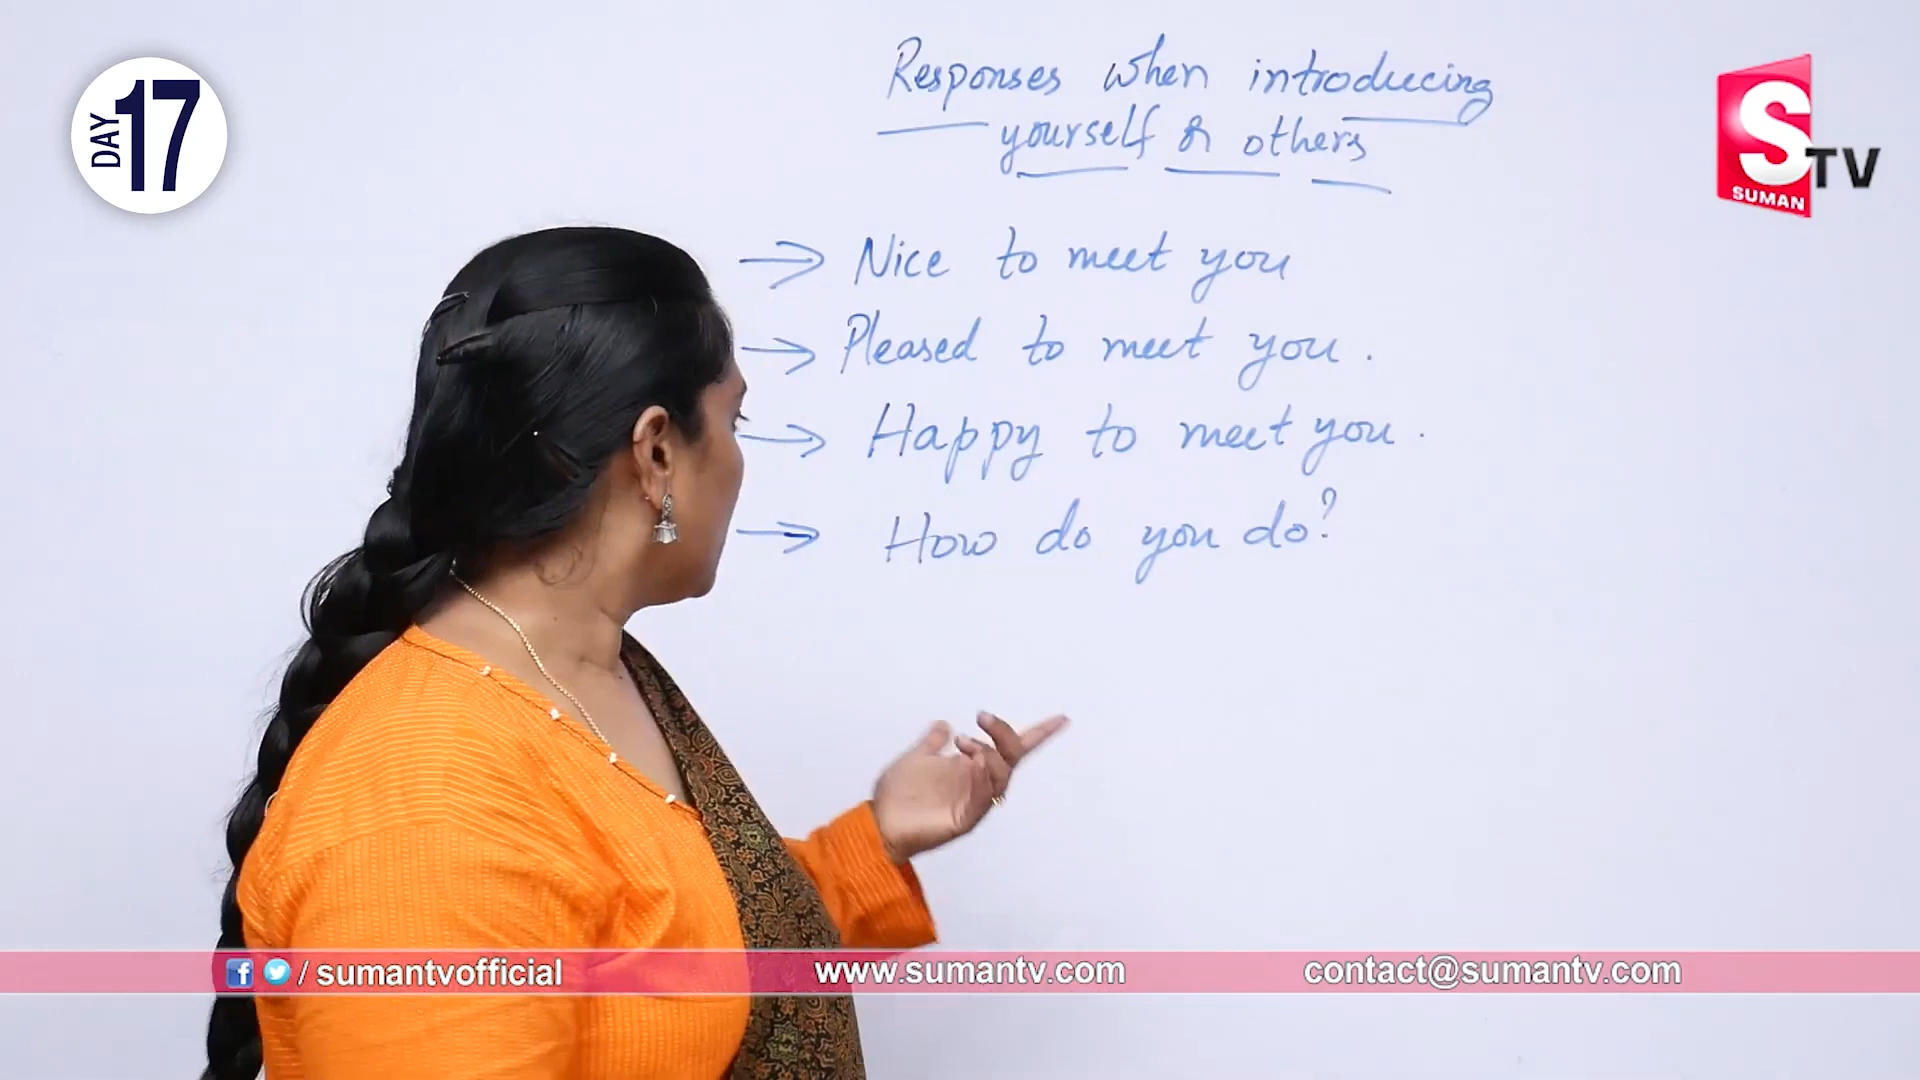 DAY 17
Responses when introducing
yourself & others
S TV
SUMAN
→ Nice to meet you
→ Pleased to meet you.
→ Happy to meet you.
→ How do you do?
/ sumantvofficial
www.sumantv.com
contact@sumantv.com